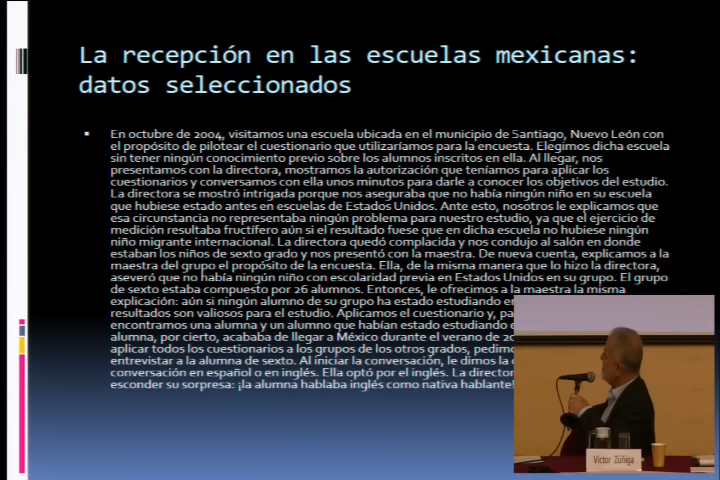 La recepción en las escuelas mexicanas:
datos seleccionados
En octubre de 2004, visitamos una escuela ubicada en el municipio de Santiago, Nuevo León con
el propósito de pilotear el cuestionario que utilizaríamos para la encuesta. Elegimos dicha escuela
sin tener ningún conocimiento previo sobre los alumnos inscritos en ella. Al llegar, nos
presentamos con la directora, mostramos la autorización que teníamos para aplicar los
cuestionarios y conversamos con ella unos minutos para darle a conocer los objetivos del estudio.
La directora se mostró intrigada porque nos aseguraba que no había ningún niño en su escuela
que hubiese estado antes en escuelas de Estados Unidos. Ante esto, nosotros le explicamos que
esa circunstancia no representaba ningún problema para nuestro estudio, ya que el ejercicio de
medición resultaba fructífero aún si el resultado fuese que en dicha escuela no hubiese ningún
niño migrante internacional. La directora quedó complacida y nos condujo al salón en donde
estaban los niños de sexto grado y nos presentó con la maestra. De nueva cuenta, explicamos a la
maestra del grupo el propósito de la encuesta. Ella, de la misma manera que lo hizo la directora,
aseveró que no había ningún niño con escolaridad previa en Estados Unidos en su grupo. El grupo
de sexto estaba compuesto por 26 alumnos. Entonces, le ofrecimos a la maestra la misma
explicación: aún si ningún alumno de su grupo ha estado estudiando
resultados son valiosos para el estudio. Aplicamos el cuestionario y,
encontramos una alumna y un alumno que habían estado estudiando
alumna, por cierto, acababa de llegar a México durante el verano de
aplicar todos los cuestionarios a los grupos de los otros grados,
entrevistar a la alumna de sexto. Al iniciar la conversación, le dimos la
conversación en español o en inglés. Ella optó por el inglés. La
esconder su sorpresa: ¡la alumna hablaba inglés como nativa hablante!
Víctor Zúñiga